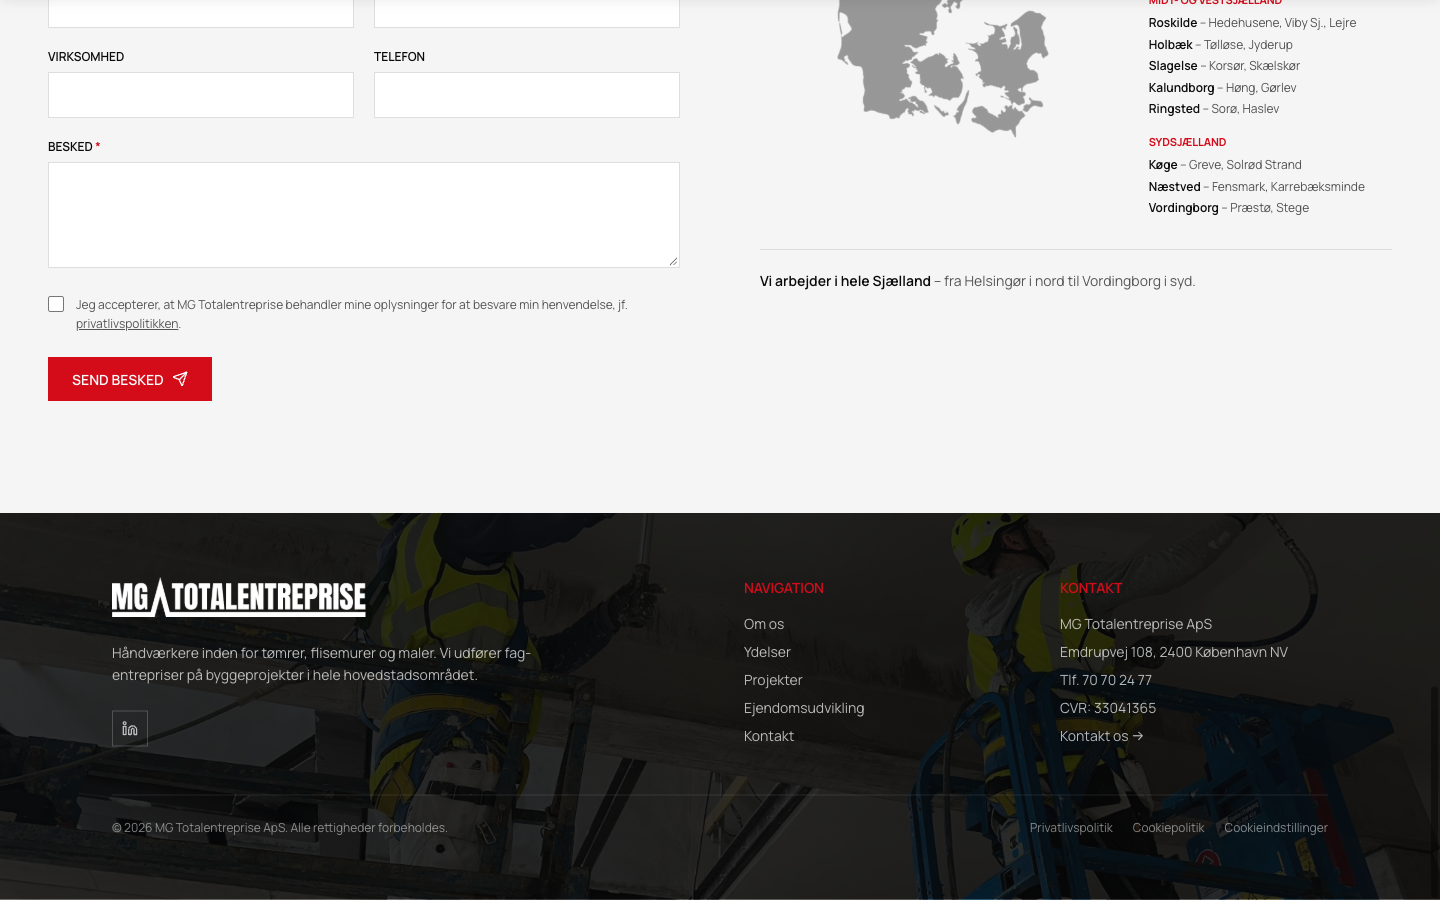 VIRKSOMHED
TELEFON
BESKED *
Jeg accepterer, at MG Totalentreprise behandler mine oplysninger for at besvare min henvendelse, jf.
privatlivspolitikken.
SEND BESKED
MIDT- OG VESTSJÆLLAND
Roskilde – Hedehusene, Viby Sj., Lejre
Holbæk – Tølløse, Jyderup
Slagelse – Korsør, Skælskør
Kalundborg – Høng, Gørlev
Ringsted – Sorø, Haslev
SYDSJÆLLAND
Køge – Greve, Solrød Strand
Næstved – Fensmark, Karrebæksminde
Vordingborg – Præstø, Stege
Vi arbejder i hele Sjælland – fra Helsingør i nord til Vordingborg i syd.
MG TOTALENTREPRISE
Håndværkere inden for tømrer, flisemurer og maler. Vi udfører fag-
entrepriser på byggeprojekter i hele hovedstadsområdet.
NAVIGATION
Om os
Ydelser
Projekter
Ejendomsudvikling
Kontakt
KONTAKT
MG Totalentreprise ApS
Emdrupvej 108, 2400 København NV
Tlf. 70 70 24 77
CVR: 33041365
Kontakt os →
© 2026 MG Totalentreprise ApS. Alle rettigheder forbeholdes.
Privatlivspolitik
Cookiepolitik
Cookieindstillinger